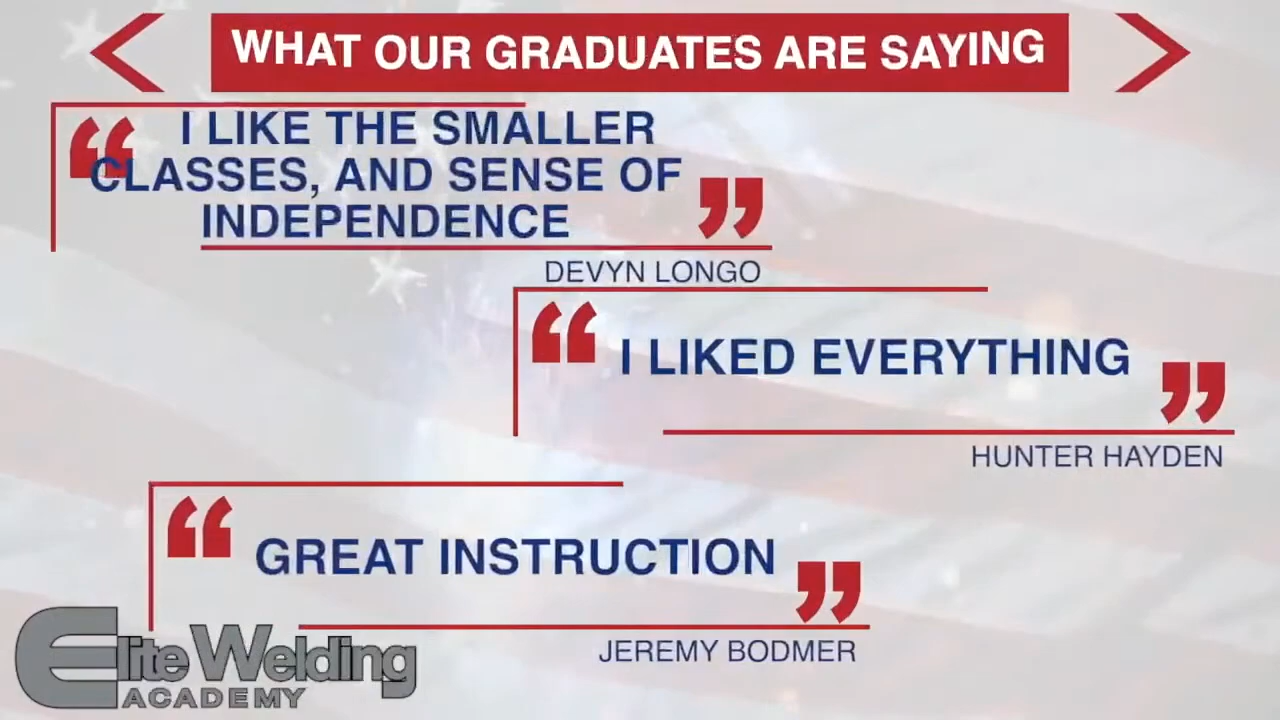 WHAT OUR GRADUATES ARE SAYING
“ I LIKE THE SMALLER
CLASSES, AND SENSE OF
INDEPENDENCE ”
DEVYN LONGO
“ I LIKED EVERYTHING ”
HUNTER HAYDEN
“ GREAT INSTRUCTION ”
JEREMY BODMER
Elite Welding
ACADEMY